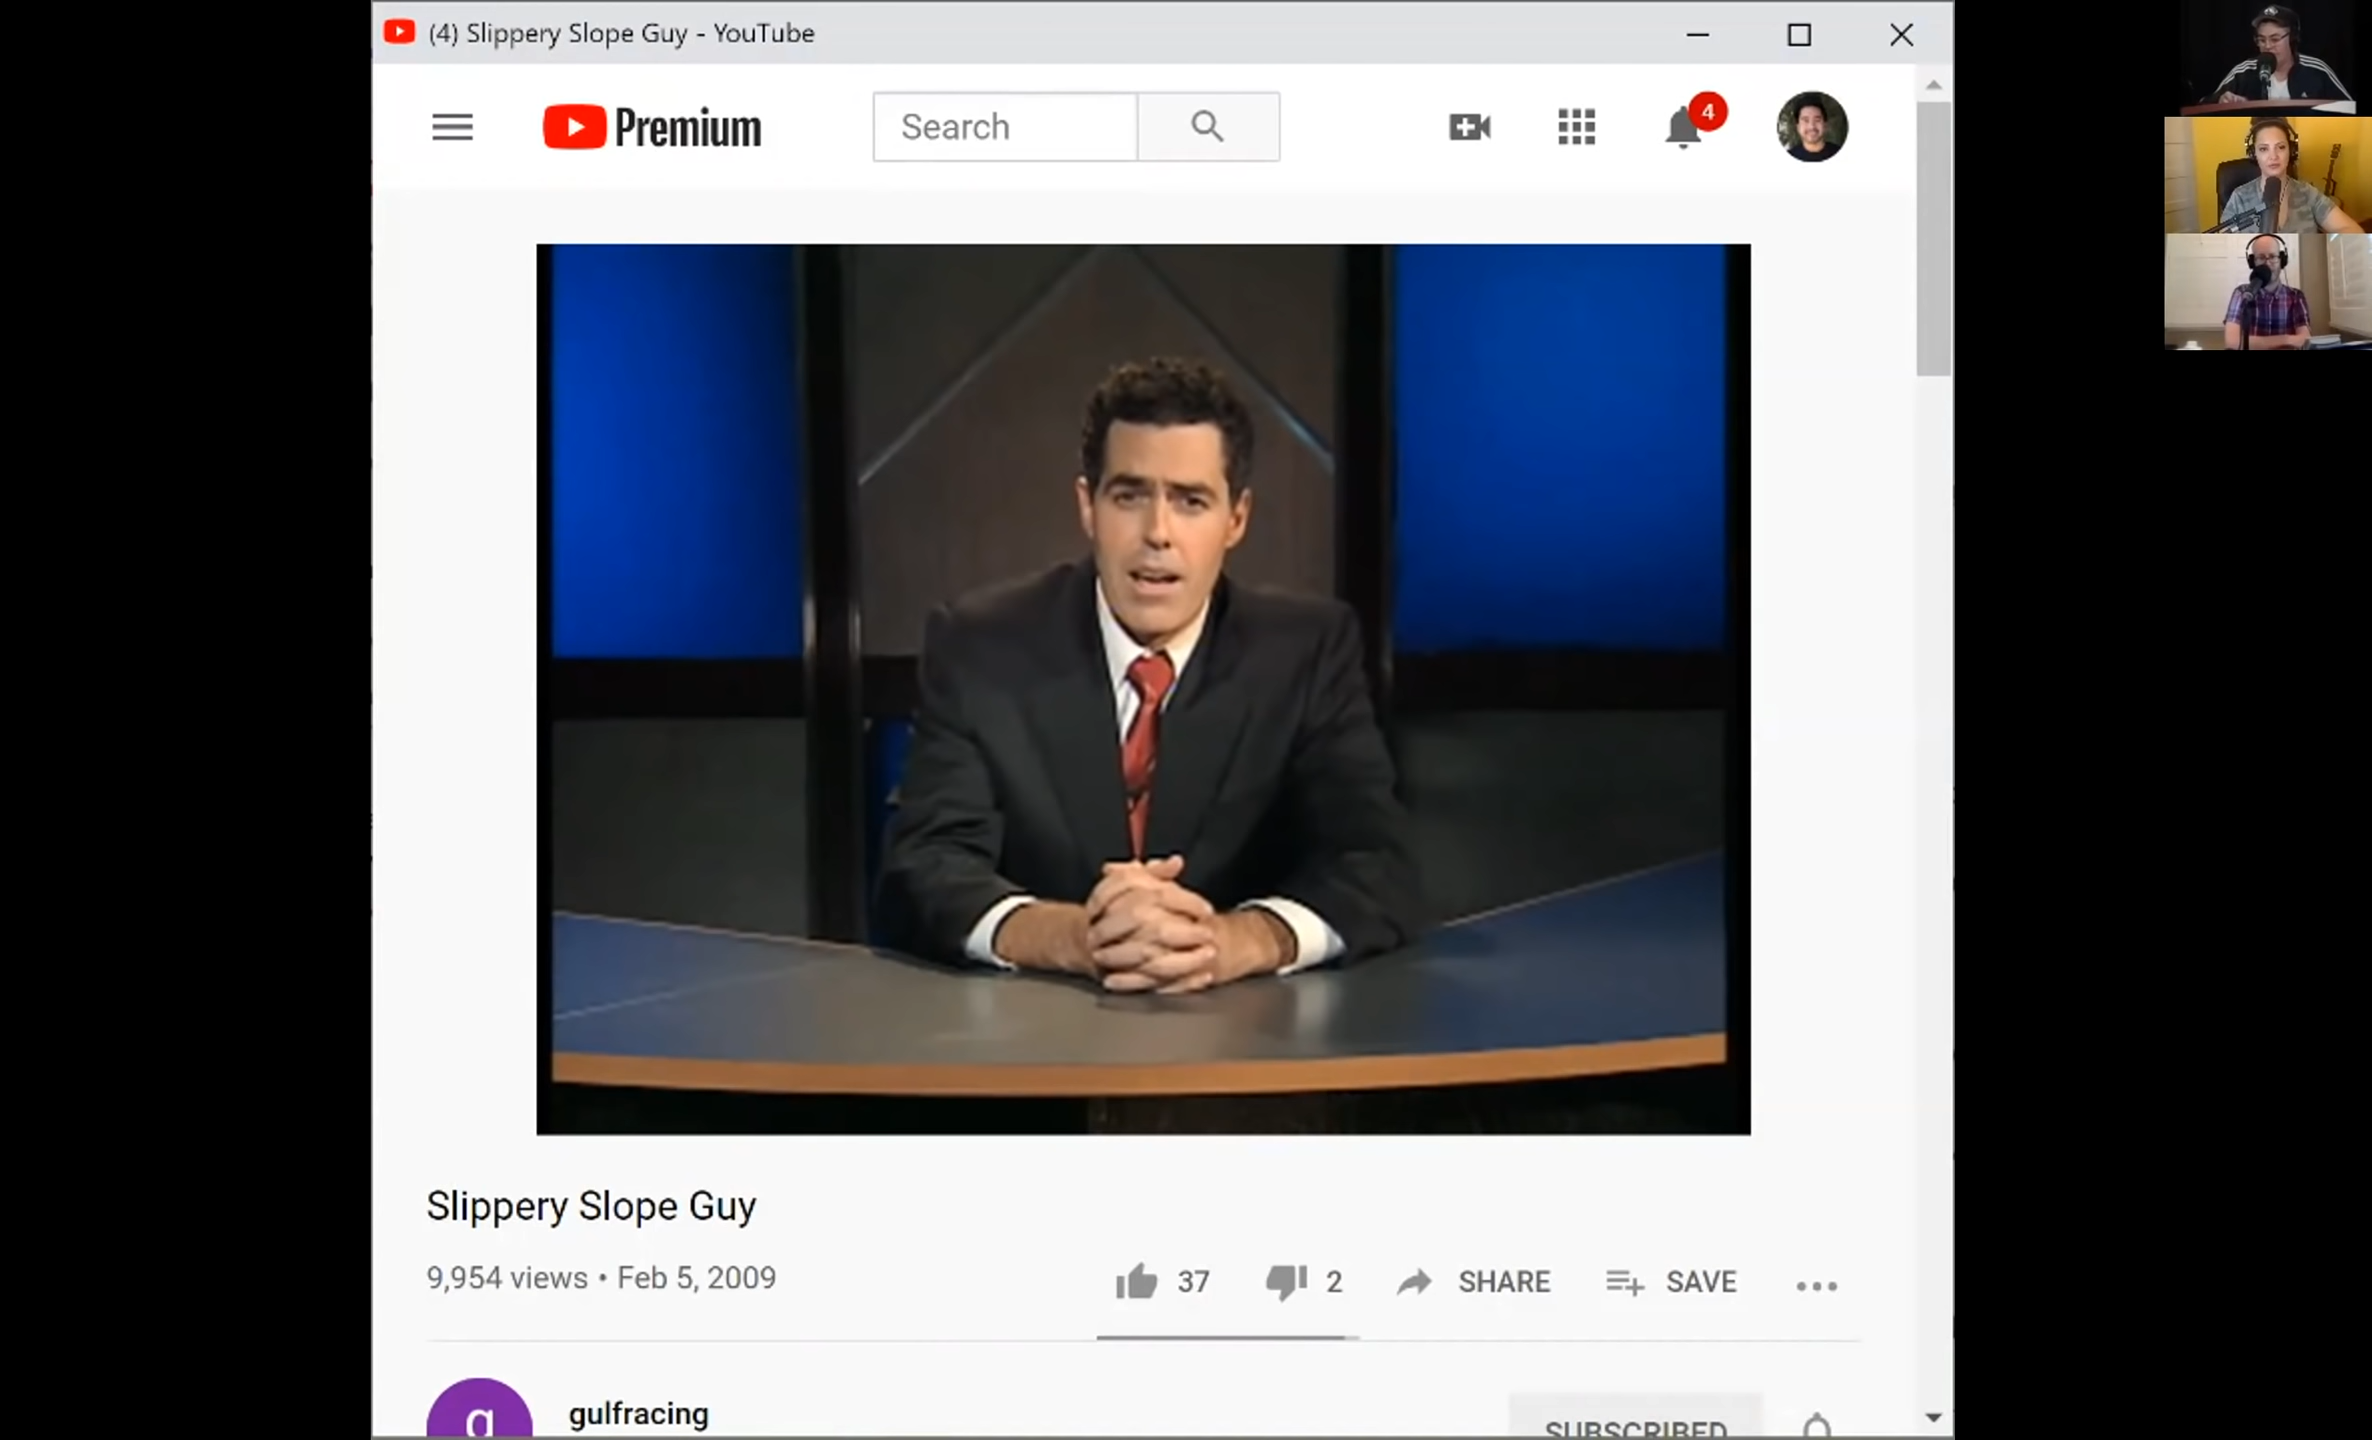 (4) Slippery Slope Guy - YouTube
Premium
Search
4
Slippery Slope Guy
9,954 views • Feb 5, 2009
37
2
SHARE
SAVE
g
gulfracing
SUBSCRIBED